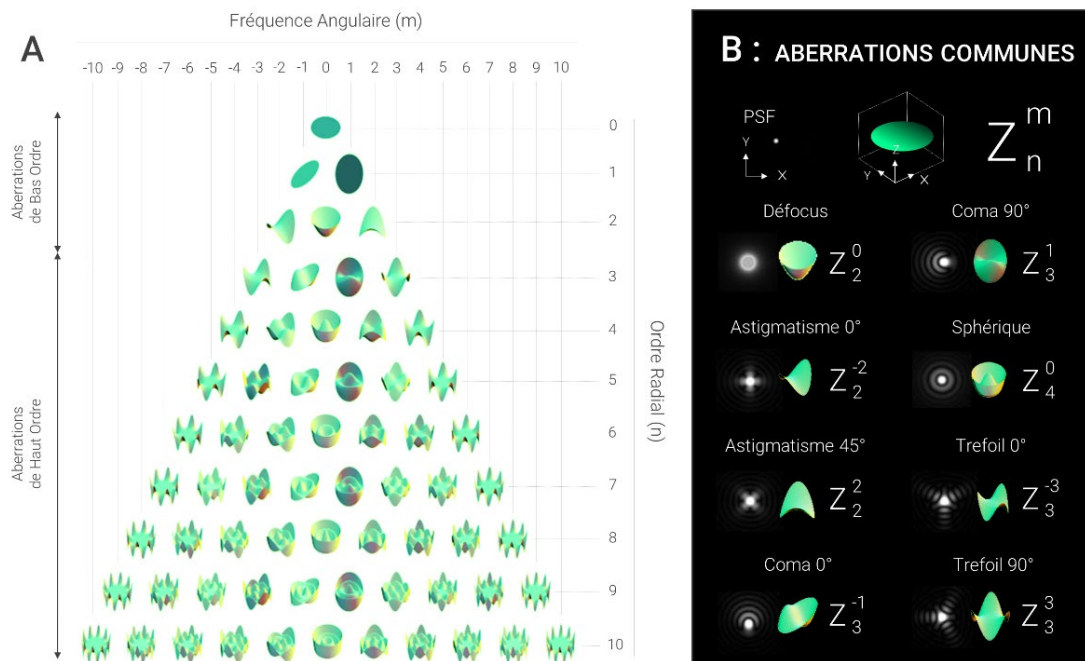 Fréquence Angulaire (m)
A
-10 -9 -8 -7 -6 -5 -4 -3 -2 -1 0 1 2 3 4 5 6 7 8 9 10
Aberrations
de Bas Ordre
Aberrations
de Haut Ordre
0
1
2
3
4
5
6
7
8
9
10
Ordre Radial (n)
B : ABERRATIONS COMMUNES
PSF
Y
X
Z
Y
X
Z m n
Défocus
Z 0 2
Coma 90°
Z 1 3
Astigmatisme 0°
Z -2 2
Sphérique
Z 0 4
Astigmatisme 45°
Z 2 2
Trefoil 0°
Z -3 3
Coma 0°
Z -1 3
Trefoil 90°
Z 3 3